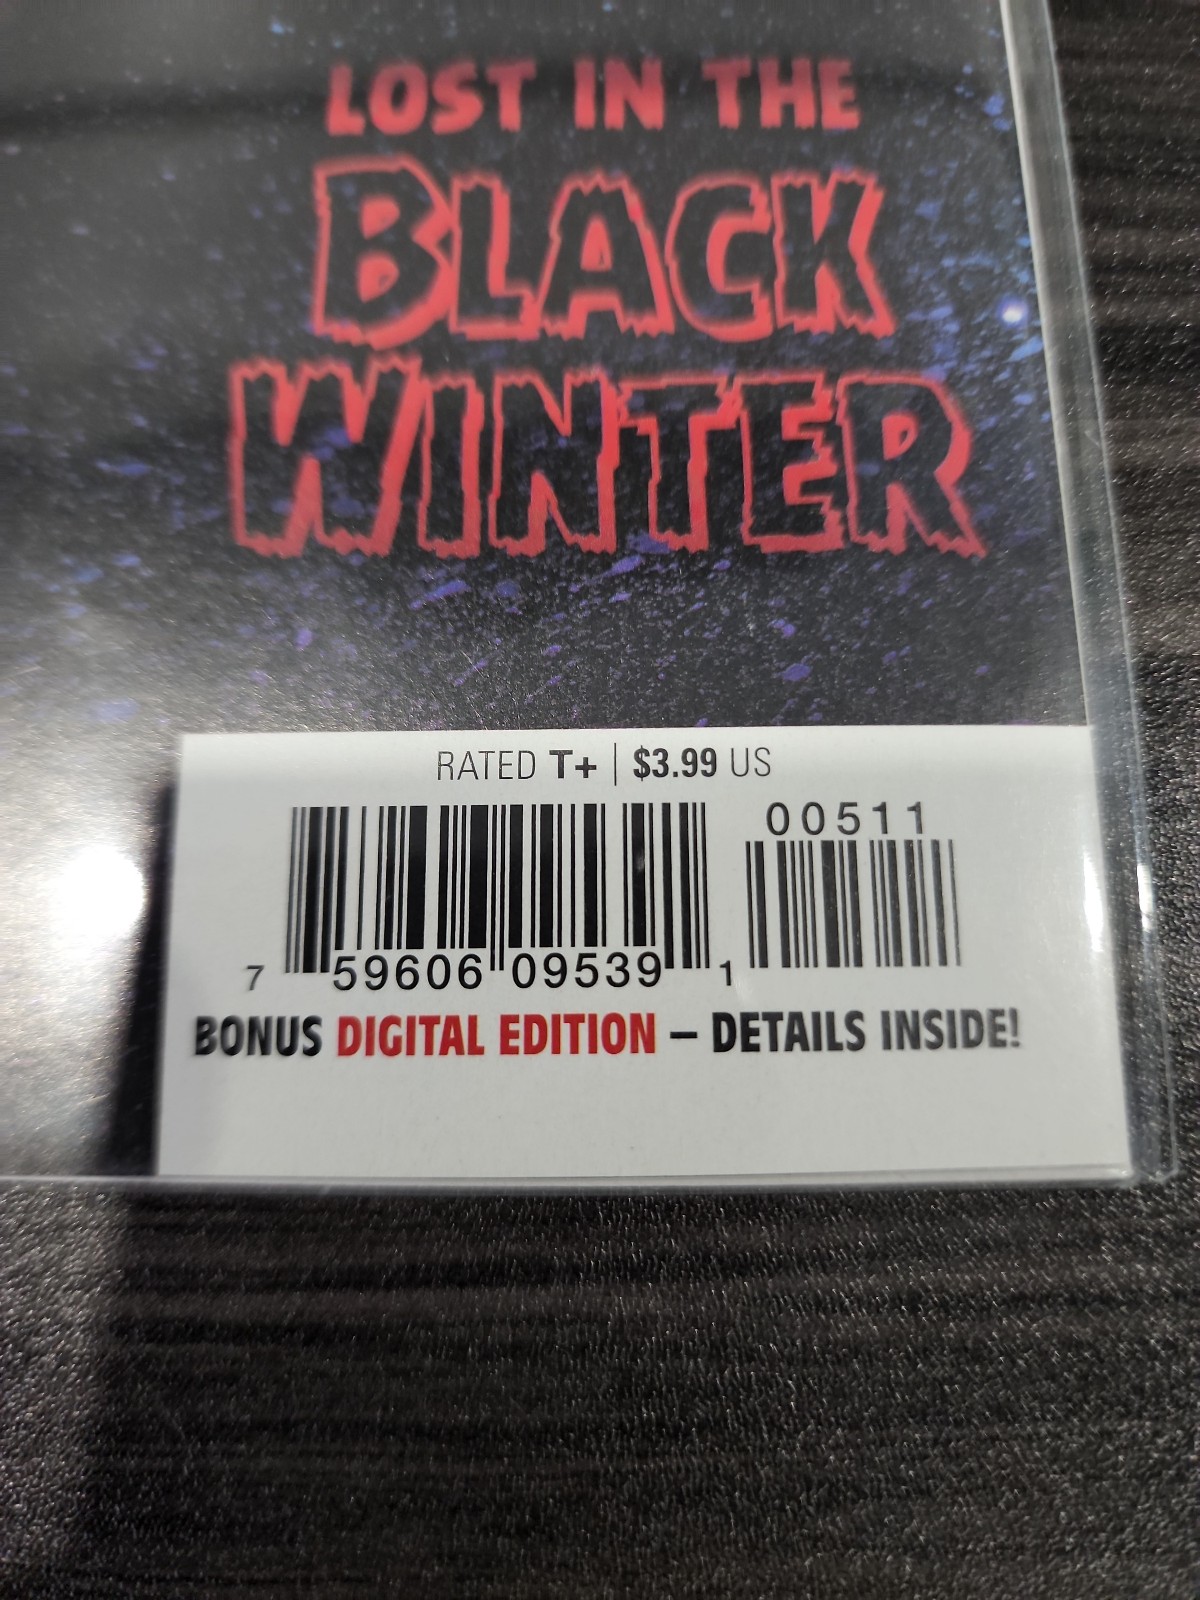 LOST IN THE
BLACK
WINTER
RATED T+ | $3.99 US
00511
7 59606 09539 1
BONUS DIGITAL EDITION – DETAILS INSIDE!